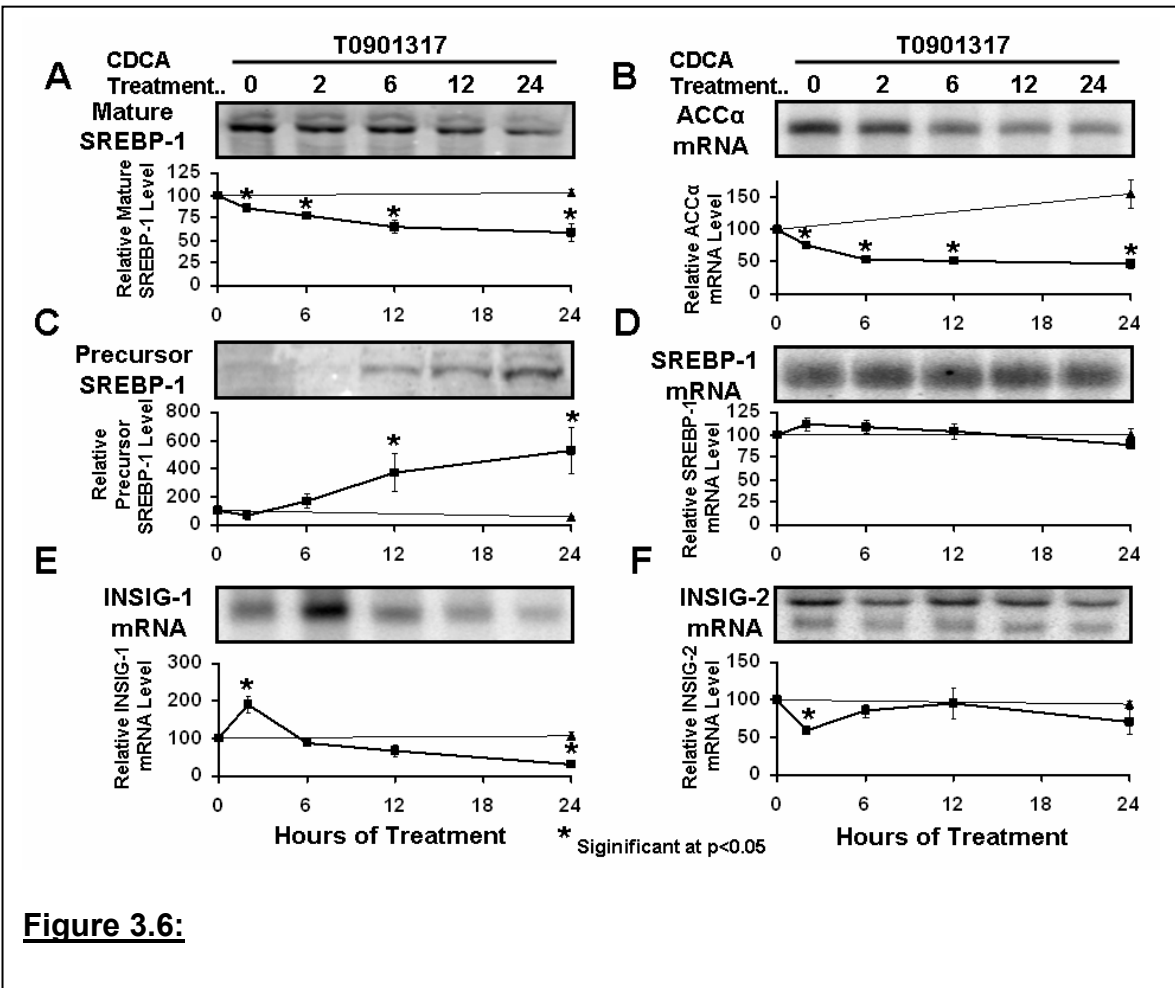 T0901317
A
CDCA
Treatment.. 0 2 6 12 24
Mature
SREBP-1
Relative Mature
SREBP-1 Level
125
100
75
50
25
0
* * * *
0 6 12 18 24
T0901317
B
CDCA
Treatment.. 0 2 6 12 24
ACCα
mRNA
Relative ACCα
mRNA Level
150
100
50
0
* * * *
0 6 12 18 24
C
Precursor
SREBP-1
Relative
Precursor
SREBP-1 Level
800
600
400
200
0
* *
0 6 12 18 24
D
SREBP-1
mRNA
Relative SREBP-1
mRNA Level
125
100
75
50
25
0
0 6 12 18 24
E
INSIG-1
mRNA
Relative INSIG-1
mRNA Level
300
200
100
0
* *
0 6 12 18 24
Hours of Treatment
F
INSIG-2
mRNA
Relative INSIG-2
mRNA Level
150
100
50
0
*
0 6 12 18 24
Hours of Treatment
* Siginificant at p<0.05
Figure 3.6: